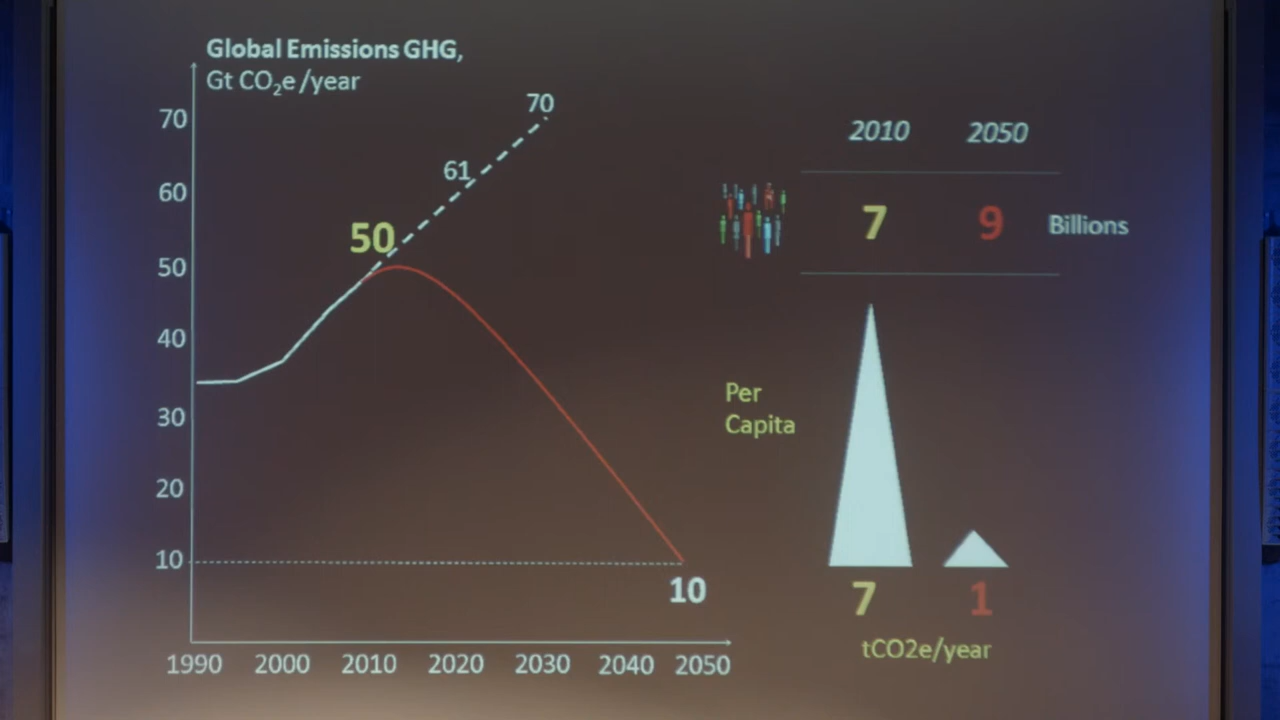 Global Emissions GHG,
Gt CO₂e /year
70
60
50
40
30
20
10
70
61
50
10
1990 2000 2010 2020 2030 2040 2050
2010 2050
7 9 Billions
Per
Capita
7 1
tCO2e/year